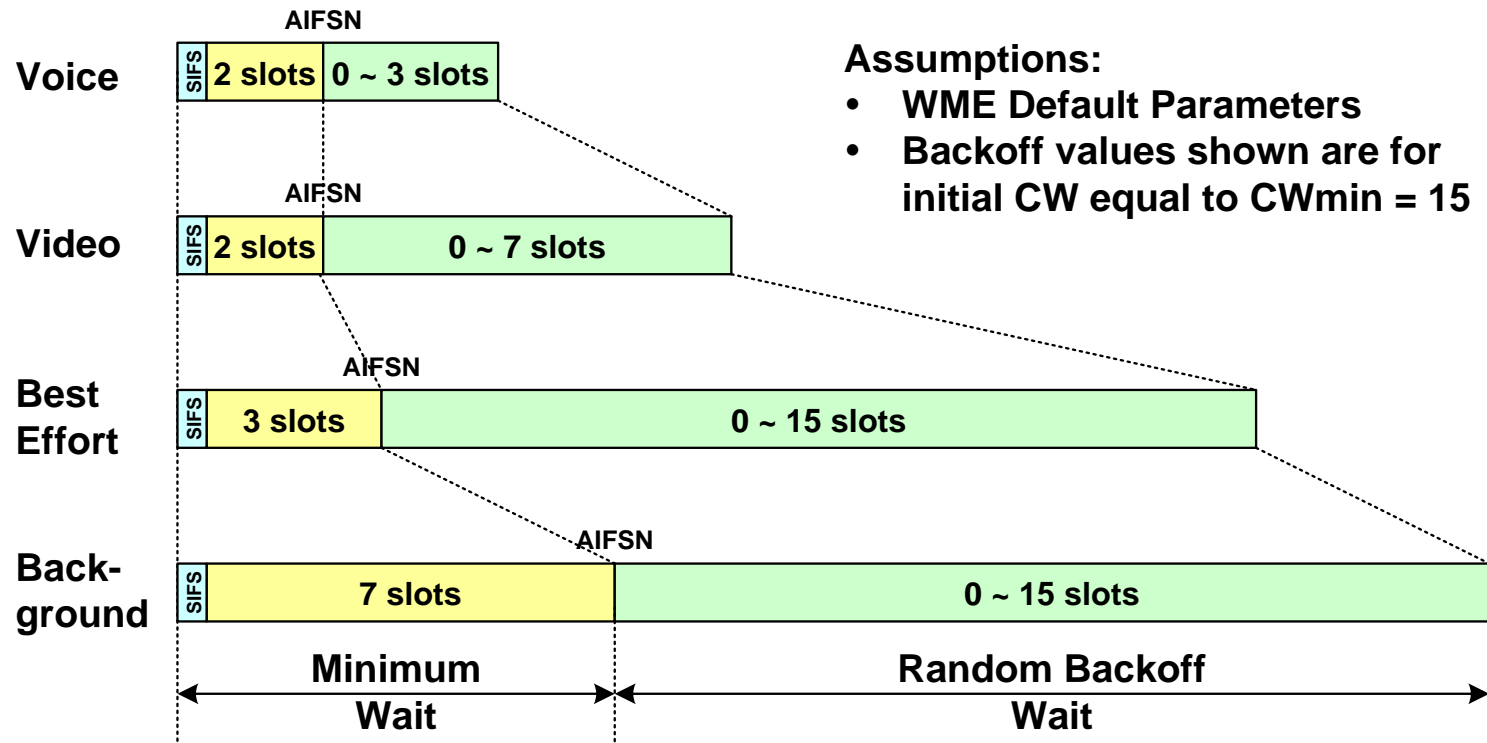 AIFSN
Voice
SIFS
2 slots
0 ~ 3 slots
Assumptions:
• WME Default Parameters
• Backoff values shown are for
initial CW equal to CWmin = 15
AIFSN
Video
SIFS
2 slots
0 ~ 7 slots
AIFSN
Best
Effort
SIFS
3 slots
0 ~ 15 slots
AIFSN
Back-
ground
SIFS
7 slots
0 ~ 15 slots
Minimum
Wait
Random Backoff
Wait